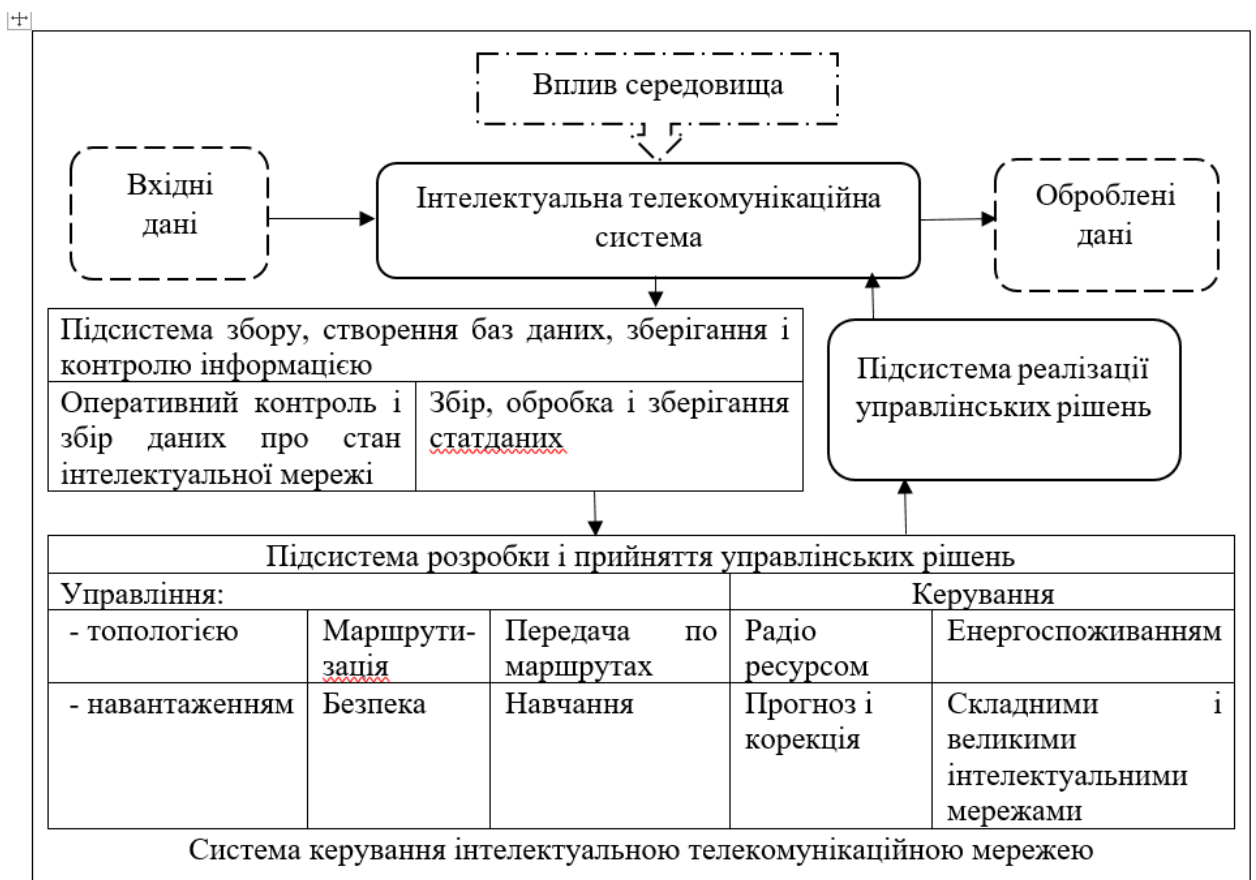 Вплив середовища
Вхідні
дані
Інтелектуальна телекомунікаційна
система
Оброблені
дані
Підсистема збору, створення баз даних, зберігання і
контролю інформацією
Оперативний контроль і
збір даних про стан
інтелектуальної мережі
Збір, обробка і зберігання
статданих
Підсистема реалізації
управлінських рішень
Підсистема розробки і прийняття управлінських рішень
Управління:
Керування
- топологією
Маршрути-
зація
Передача по
маршрутах
Радіо
ресурсом
Енергоспоживанням
- навантаженням
Безпека
Навчання
Прогноз і
корекція
Складними і
великими
інтелектуальними
мережами
Система керування інтелектуальною телекомунікаційною мережею